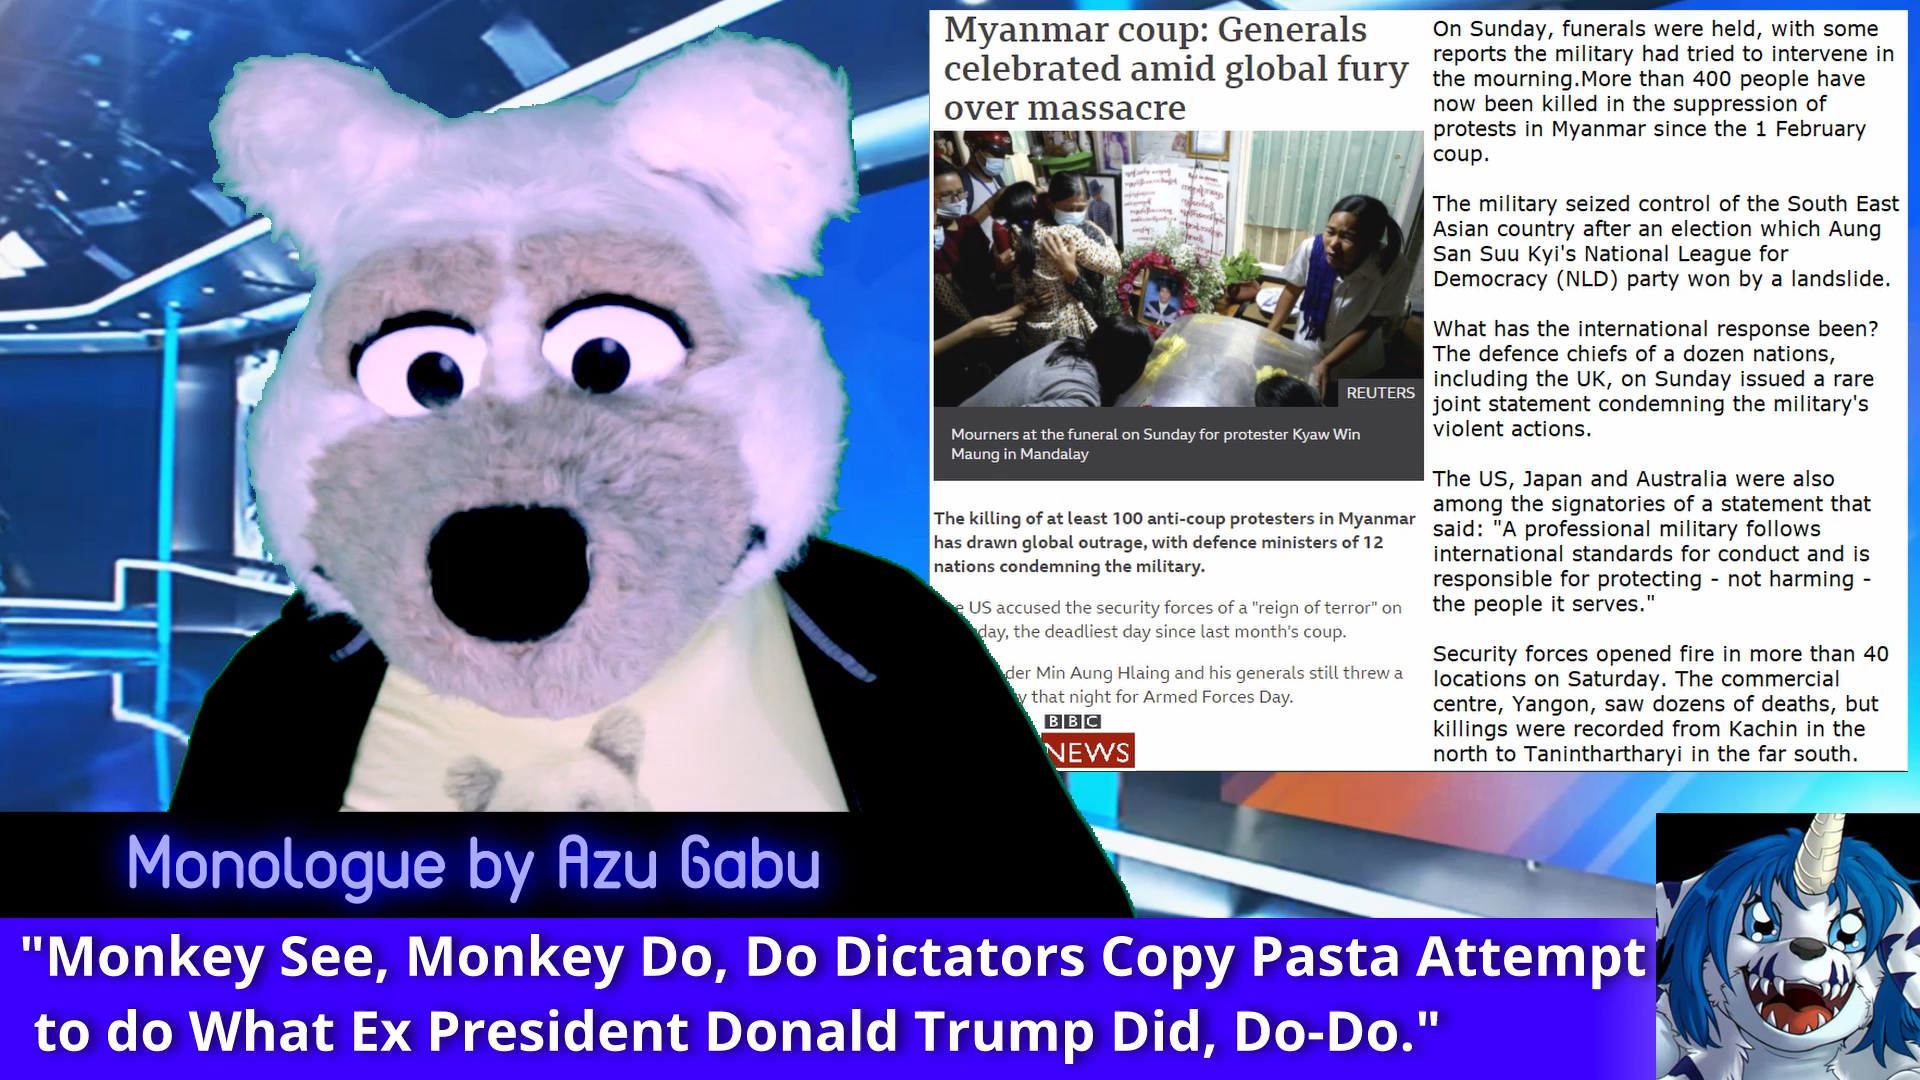 Myanmar coup: Generals
celebrated amid global fury
over massacre
REUTERS
Mourners at the funeral on Sunday for protester Kyaw Win
Maung in Mandalay
The killing of at least 100 anti-coup protesters in Myanmar
has drawn global outrage, with defence ministers of 12
nations condemning the military.
US accused the security forces of a "reign of terror" on
the deadliest day since last month's coup.
Min Aung Hlaing and his generals still threw a
that night for Armed Forces Day.
BBC
NEWS
On Sunday, funerals were held, with some
reports the military had tried to intervene in
the mourning.More than 400 people have
now been killed in the suppression of
protests in Myanmar since the 1 February
coup.
The military seized control of the South East
Asian country after an election which Aung
San Suu Kyi's National League for
Democracy (NLD) party won by a landslide.
What has the international response been?
The defence chiefs of a dozen nations,
including the UK, on Sunday issued a rare
joint statement condemning the military's
violent actions.
The US, Japan and Australia were also
among the signatories of a statement that
said: "A professional military follows
international standards for conduct and is
responsible for protecting - not harming -
the people it serves."
Security forces opened fire in more than 40
locations on Saturday. The commercial
centre, Yangon, saw dozens of deaths, but
killings were recorded from Kachin in the
north to Taninthartharyi in the far south.
Monologue by Azu Gabu
"Monkey See, Monkey Do, Do Dictators Copy Pasta Attempt
to do What Ex President Donald Trump Did, Do-Do."